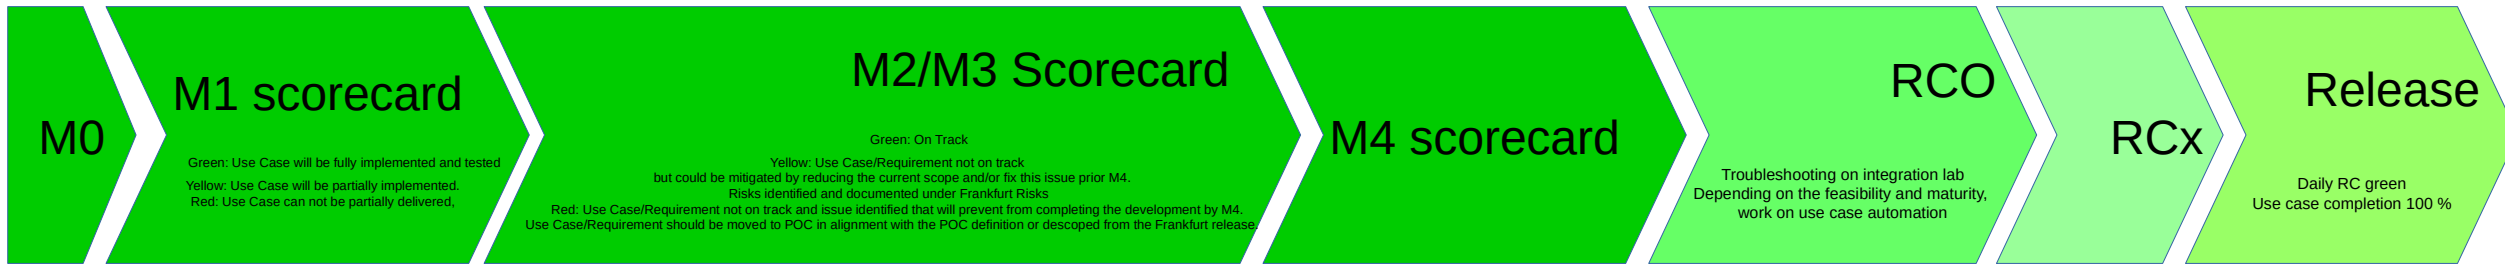 M0
M1 scorecard
Green: Use Case will be fully implemented and tested
Yellow: Use Case will be partially implemented.
Red: Use Case can not be partially delivered,
M2/M3 Scorecard
Green: On Track
Yellow: Use Case/Requirement not on track
but could be mitigated by reducing the current scope and/or fix this issue prior M4.
Risks identified and documented under Frankfurt Risks
Red: Use Case/Requirement not on track and issue identified that will prevent from completing the development by M4.
Use Case/Requirement should be moved to POC in alignment with the POC definition or descoped from the Frankfurt release.
M4 scorecard
RCO
Troubleshooting on integration lab
Depending on the feasibility and maturity,
work on use case automation
RCx
Release
Daily RC green
Use case completion 100 %